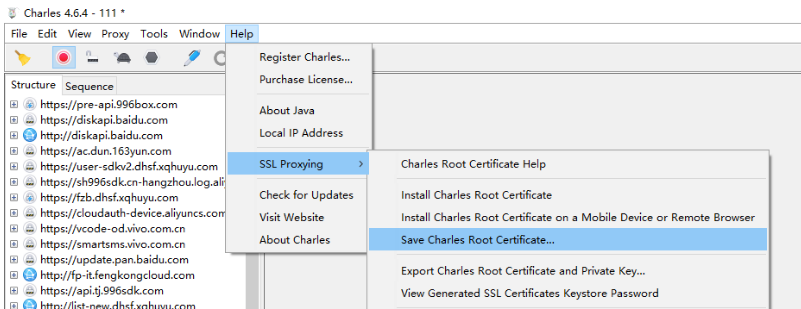 Charles 4.6.4 - 111 *
File Edit View Proxy Tools Window Help
Register Charles...
Purchase License...
About Java
Local IP Address
SSL Proxying
Check for Updates
Visit Website
About Charles
Charles Root Certificate Help
Install Charles Root Certificate
Install Charles Root Certificate on a Mobile Device or Remote Browser
Save Charles Root Certificate...
Export Charles Root Certificate and Private Key...
View Generated SSL Certificates Keystore Password
Structure Sequence
https://pre-api.996box.com
https://diskapi.baidu.com
http://diskapi.baidu.com
https://ac.dun.163yun.com
https://user-sdkv2.dhsf.xqhuyu.com
https://sh996sdk.cn-hangzhou.log.aliy
https://fzb.dhsf.xqhuyu.com
https://cloudauth-device.aliyuncs.com
https://vcode-od.vivo.com.cn
https://smartsms.vivo.com.cn
https://update.pan.baidu.com
http://fp-it.fengkongcloud.com
https://api.tj.996sdk.com
http://list-new.dhsf.xqhuyu.com